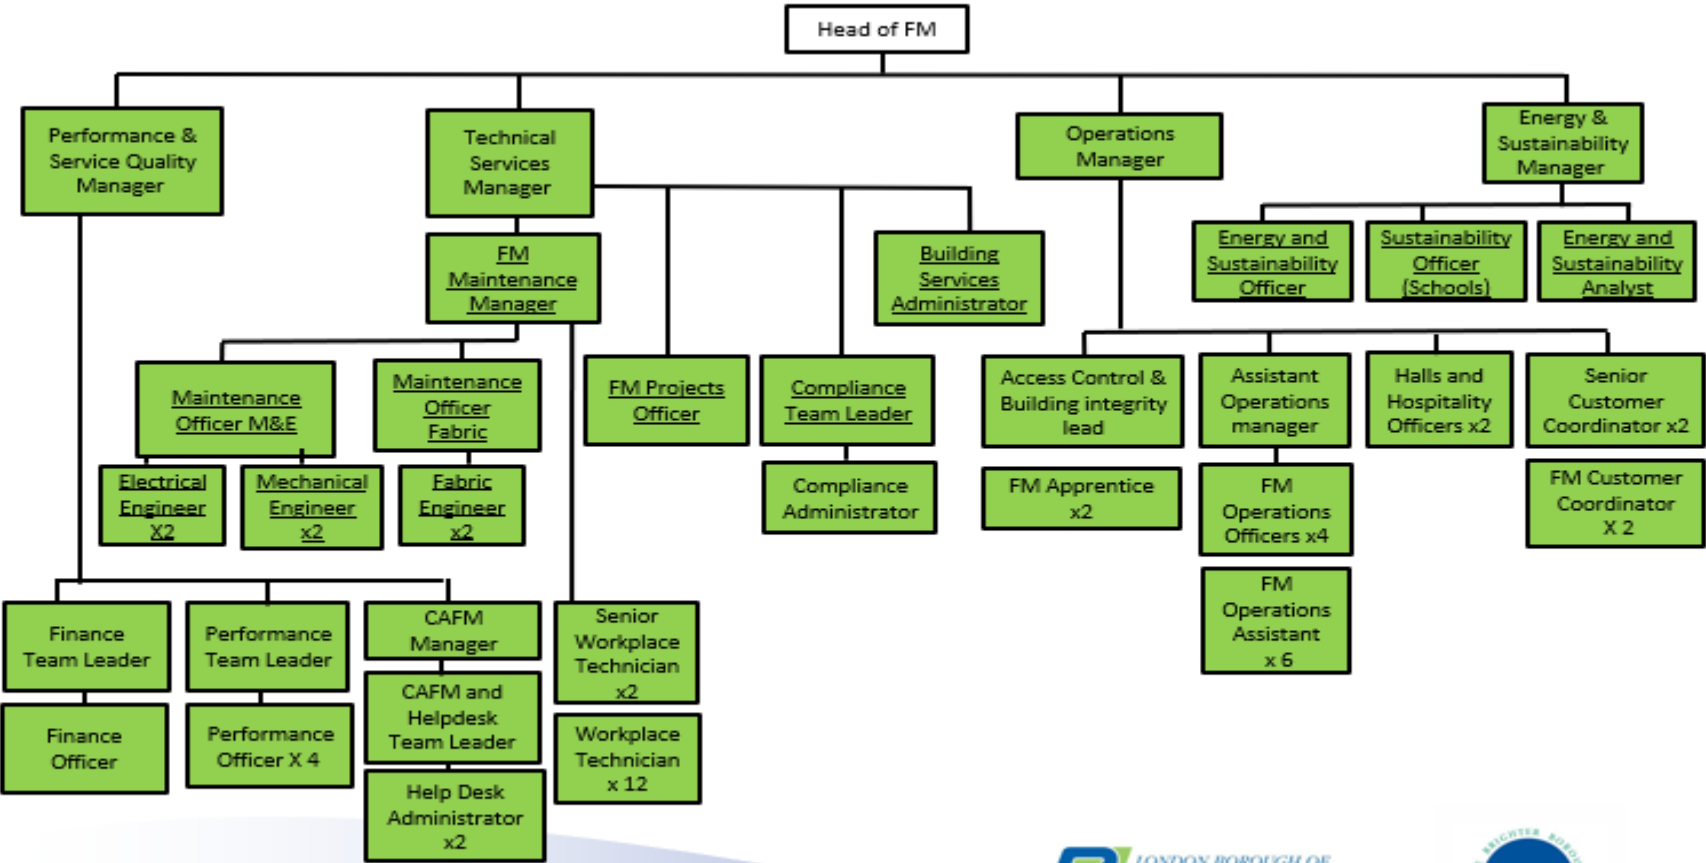 Head of FM
Performance &
Service Quality
Manager
Technical
Services
Manager
Operations
Manager
Energy &
Sustainability
Manager
FM
Maintenance
Manager
Building
Services
Administrator
Energy and
Sustainability
Officer
Sustainability
Officer
(Schools)
Energy and
Sustainability
Analyst
Maintenance
Officer M&E
Maintenance
Officer
Fabric
FM Projects
Officer
Compliance
Team Leader
Access Control &
Building integrity
lead
Assistant
Operations
manager
Halls and
Hospitality
Officers x2
Senior
Customer
Coordinator x2
Electrical
Engineer
X2
Mechanical
Engineer
x2
Fabric
Engineer
x2
Compliance
Administrator
FM Apprentice
x2
FM
Operations
Officers x4
FM Customer
Coordinator
X 2
FM
Operations
Assistant
x 6
Finance
Team Leader
Performance
Team Leader
CAFM
Manager
Senior
Workplace
Technician
x2
Finance
Officer
Performance
Officer X 4
CAFM and
Helpdesk
Team Leader
Workplace
Technician
x 12
Help Desk
Administrator
x2
LONDON BOROUGH OF
BRIGHTER